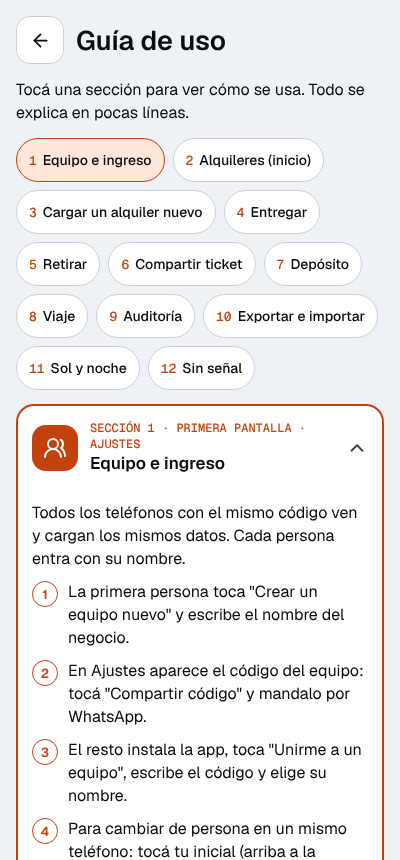 Guía de uso
Tocá una sección para ver cómo se usa. Todo se
explica en pocas líneas.
1 Equipo e ingreso
2 Alquileres (inicio)
3 Cargar un alquiler nuevo
4 Entregar
5 Retirar
6 Compartir ticket
7 Depósito
8 Viaje
9 Auditoría
10 Exportar e importar
11 Sol y noche
12 Sin señal
SECCIÓN 1 · PRIMERA PANTALLA ·
AJUSTES
Equipo e ingreso
Todos los teléfonos con el mismo código ven
y cargan los mismos datos. Cada persona
entra con su nombre.
1 La primera persona toca "Crear un
equipo nuevo" y escribe el nombre del
negocio.
2 En Ajustes aparece el código del equipo:
tocá "Compartir código" y mandalo por
WhatsApp.
3 El resto instala la app, toca "Unirme a un
equipo", escribe el código y elige su
nombre.
4 Para cambiar de persona en un mismo
teléfono: tocá tu inicial (arriba a la